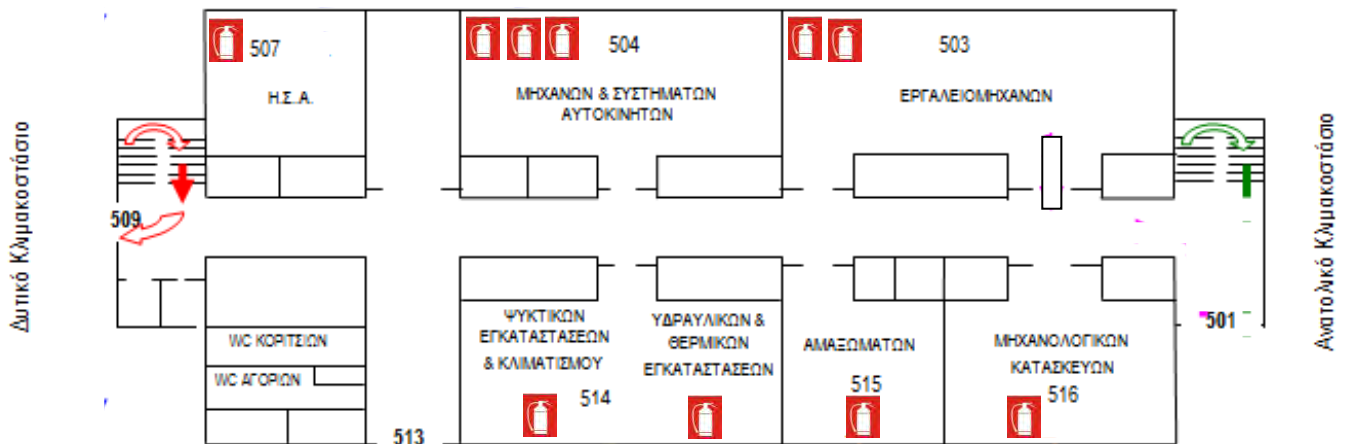 507
504
503
Η.Σ.Α.
ΜΗΧΑΝΩΝ & ΣΥΣΤΗΜΑΤΩΝ
ΑΥΤΟΚΙΝΗΤΩΝ
ΕΡΓΑΛΕΙΟΜΗΧΑΝΩΝ
Δυτικό Κλιμακοστάσιο
Ανατολικό Κλιμακοστάσιο
509
501
WC ΚΟΡΙΤΣΙΩΝ
WC ΑΓΟΡΙΩΝ
ΨΥΚΤΙΚΩΝ
ΕΓΚΑΤΑΣΤΑΣΕΩΝ
& ΚΛΙΜΑΤΙΣΜΟΥ
514
ΥΔΡΑΥΛΙΚΩΝ &
ΘΕΡΜΙΚΩΝ
ΕΓΚΑΤΑΣΤΑΣΕΩΝ
ΑΜΑΞΩΜΑΤΩΝ
515
ΜΗΧΑΝΟΛΟΓΙΚΩΝ
ΚΑΤΑΣΚΕΥΩΝ
516
513